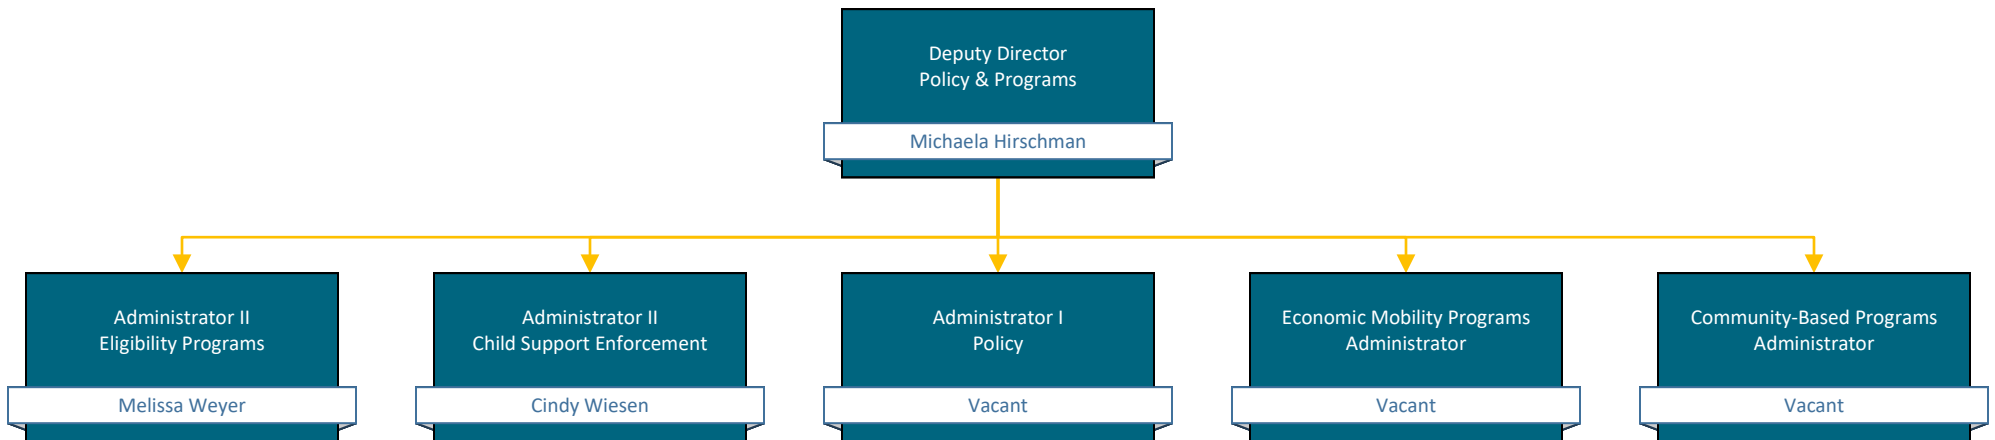 Deputy Director
Policy & Programs
Michaela Hirschman
Administrator II
Eligibility Programs
Melissa Weyer
Administrator II
Child Support Enforcement
Cindy Wiesen
Administrator I
Policy
Vacant
Economic Mobility Programs
Administrator
Vacant
Community-Based Programs
Administrator
Vacant